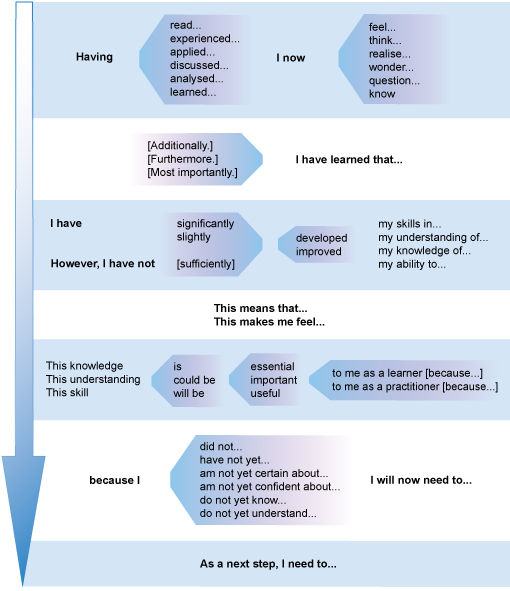 Having
read...
experienced...
applied...
discussed...
analysed...
learned...
I now
feel...
think...
realise...
wonder...
question...
know
[Additionally.]
[Furthermore.]
[Most importantly.]
I have learned that...
I have
However, I have not
significantly
slightly
[sufficiently]
developed
improved
my skills in...
my understanding of...
my knowledge of...
my ability to...
This means that...
This makes me feel...
This knowledge
This understanding
This skill
is
could be
will be
essential
important
useful
to me as a learner [because...]
to me as a practitioner [because...]
because I
did not...
have not yet...
am not yet certain about...
am not yet confident about...
do not yet know...
do not yet understand...
I will now need to...
As a next step, I need to...